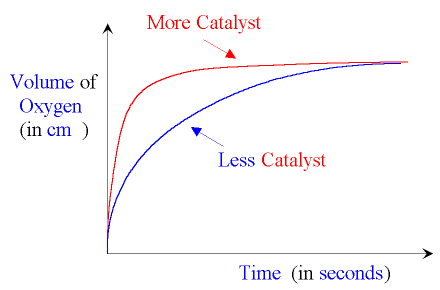 More Catalyst
Volume of
Oxygen
(in cm )
Less Catalyst
Time (in seconds)